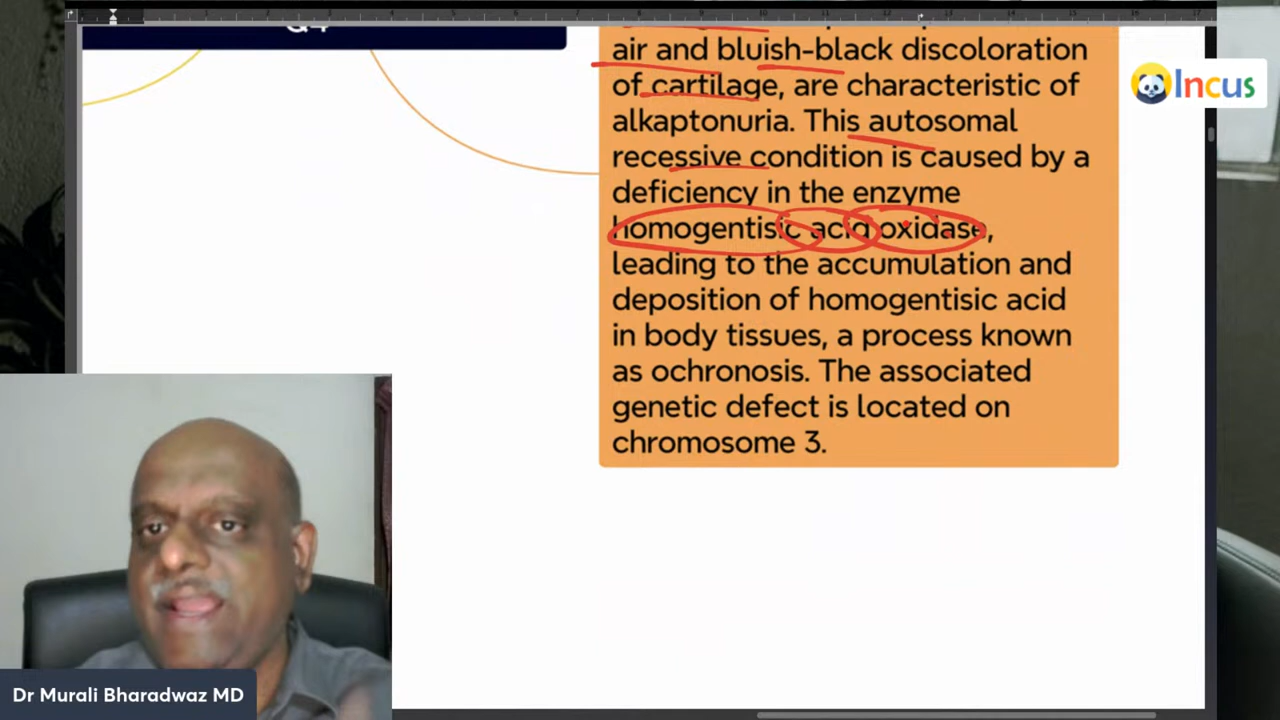 Q4
air and bluish-black discoloration
of cartilage, are characteristic of
alkaptonuria. This autosomal
recessive condition is caused by a
deficiency in the enzyme
homogentisic acid oxidase,
leading to the accumulation and
deposition of homogentisic acid
in body tissues, a process known
as ochronosis. The associated
genetic defect is located on
chromosome 3.
Incus
Dr Murali Bharadwaz MD